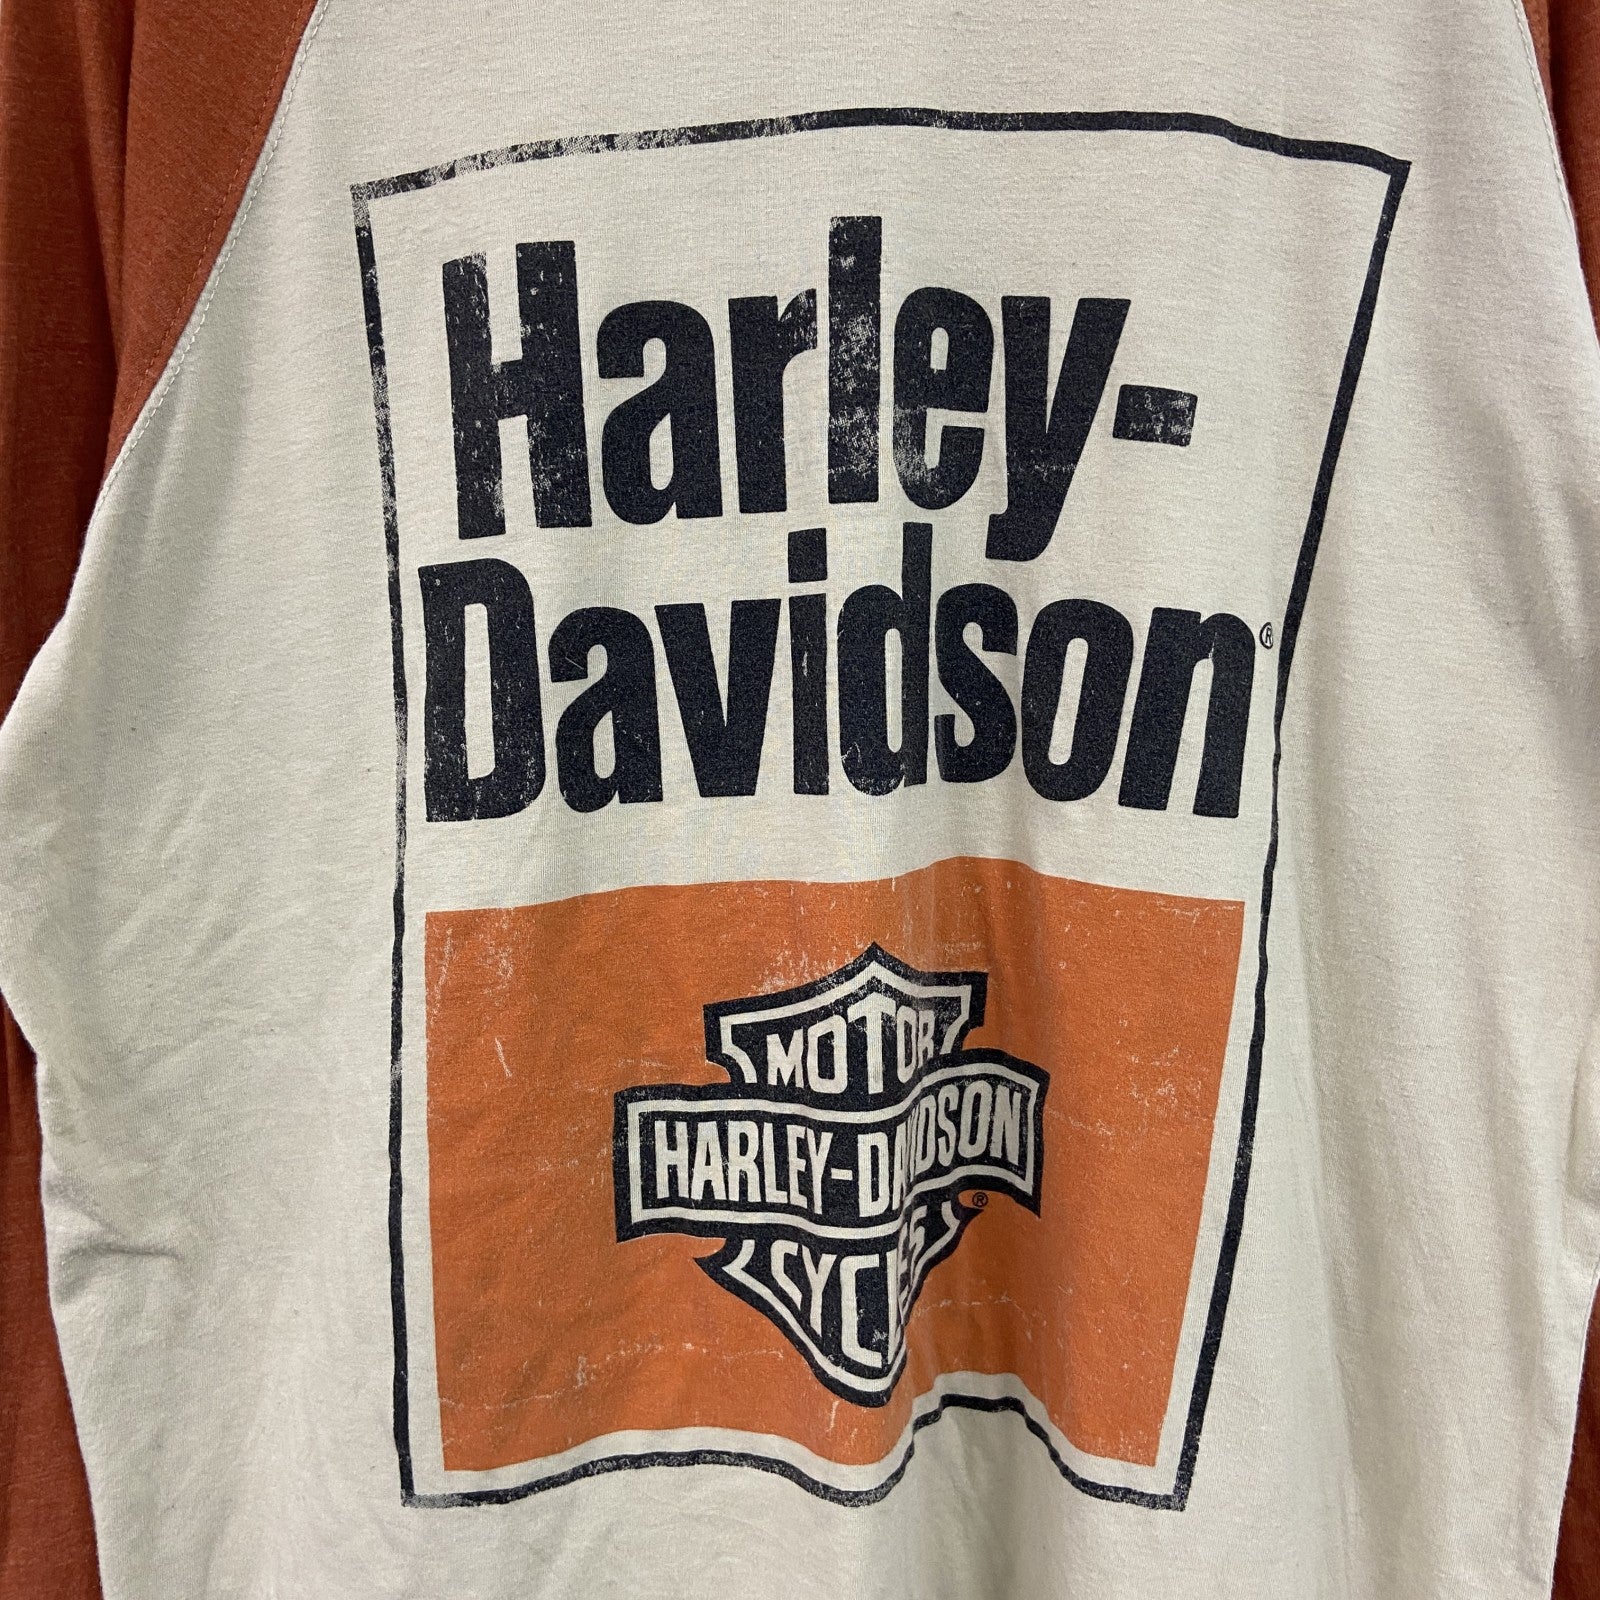 Harley-
Davidson®
MOTOR
HARLEY-DAVIDSON
®
CYCLES